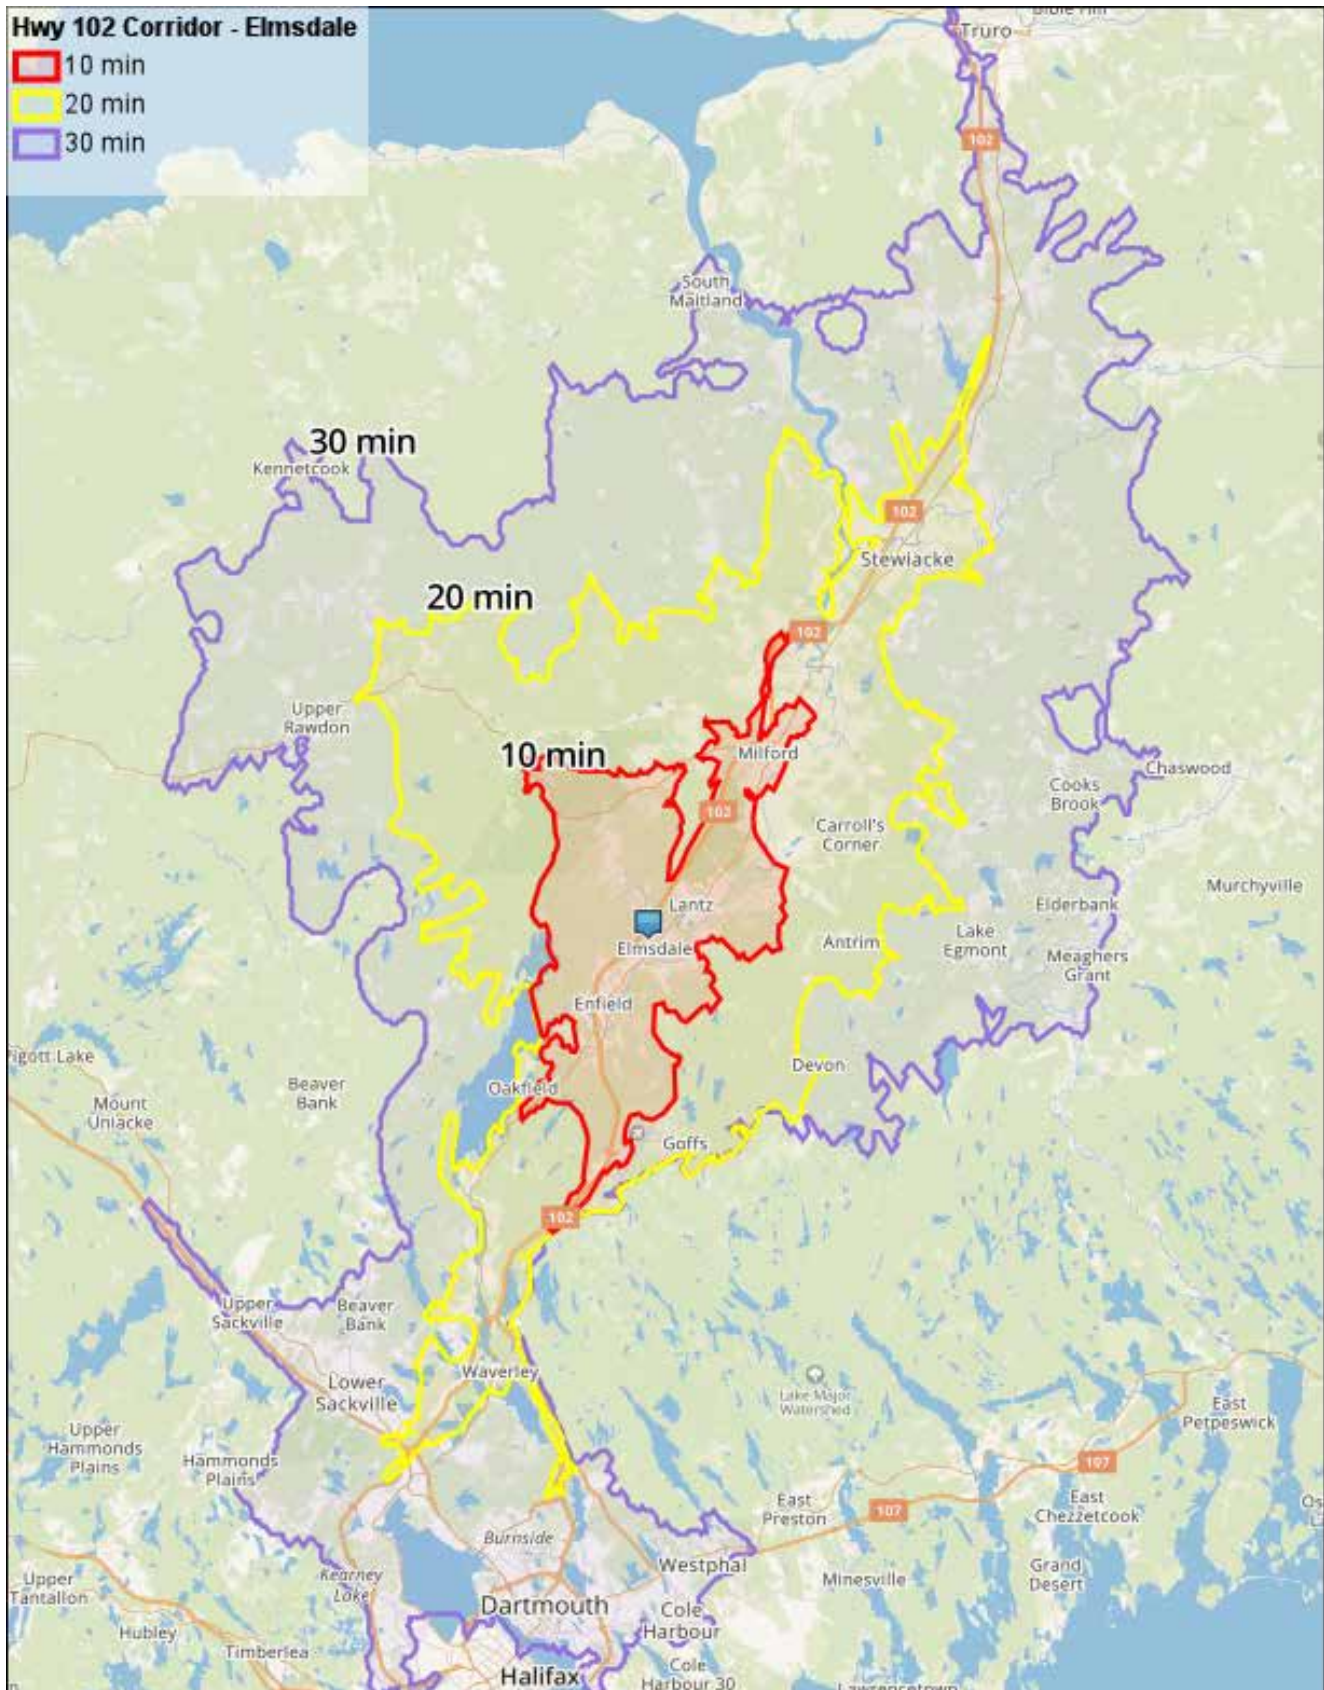 Hwy 102 Corridor - Elmsdale
10 min
20 min
30 min
Truro
102
South
Maitland
30 min
Kennetcook
102
Stewiacke
20 min
102
Upper
Rawdon
10 min
Milford
Chaswood
Cooks
Brook
102
Carroll's
Corner
Murchyville
Lantz
Elderbank
Elmsdale
Antrim
Lake
Egmont
Meaghers
Grant
Enfield
Devon
Oakfield
Beaver
Bank
Mount
Uniacke
Goffs
102
Upper
Sackville
Beaver
Bank
Waverley
Lower
Sackville
Lake Major
Watershed
East
Petpeswick
Upper
Hammonds
Plains
Hammonds
Plains
107
East
Preston
107
East
Chezzetcook
Burnside
Westphal
Kearney
Lake
Upper
Tantallon
Minesville
Grand
Desert
Dartmouth
Cole
Harbour
Hubley
Timberlea
Halifax
Cole
Harbour 30